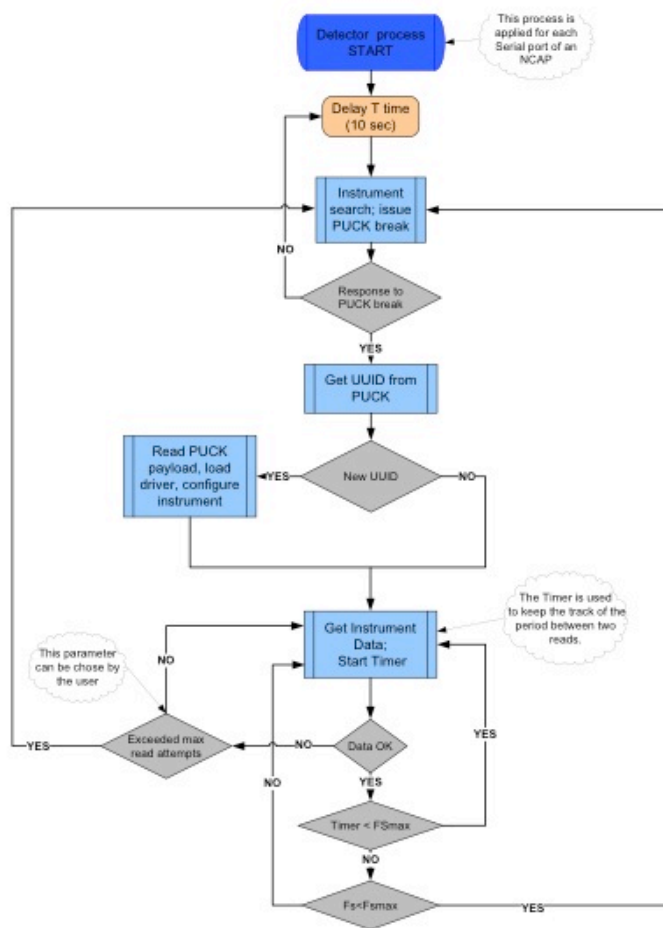 Detector process
START
This process is
applied for each
Serial port of an
NCAP
Delay T time
(10 sec)
Instrument
search; issue
PUCK break
NO
Response to
PUCK break
YES
Get UUID from
PUCK
Read PUCK
payload, load
driver, configure
instrument
YES
New UUID
NO
The Timer is used
to keep the track of the
period between two
reads.
Get Instrument
Data;
Start Timer
This parameter
can be chose by
the user
NO
YES
Exceeded max
read attempts
NO
Data OK
YES
NO
YES
Timer < FSmax
NO
Fs<Fsmax
YES